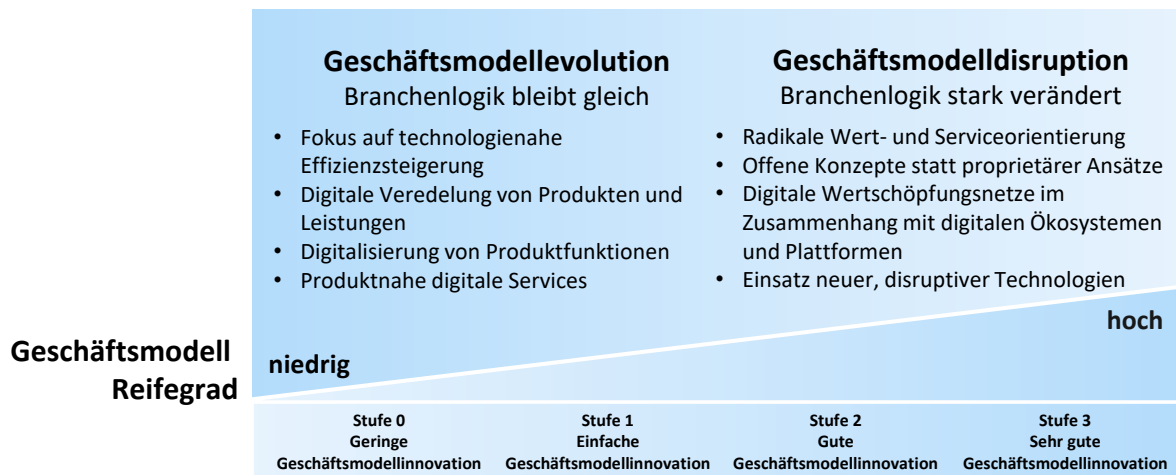 Geschäftsmodellevolution
Branchenlogik bleibt gleich
• Fokus auf technologienahe
Effizienzsteigerung
• Digitale Veredelung von Produkten und
Leistungen
• Digitalisierung von Produktfunktionen
• Produktnahe digitale Services
Geschäftsmodelldisruption
Branchenlogik stark verändert
• Radikale Wert- und Serviceorientierung
• Offene Konzepte statt proprietärer Ansätze
• Digitale Wertschöpfungsnetze im
Zusammenhang mit digitalen Ökosystemen
und Plattformen
• Einsatz neuer, disruptiver Technologien
Geschäftsmodell
Reifegrad
niedrig
hoch
Stufe 0
Geringe
Geschäftsmodellinnovation
Stufe 1
Einfache
Geschäftsmodellinnovation
Stufe 2
Gute
Geschäftsmodellinnovation
Stufe 3
Sehr gute
Geschäftsmodellinnovation